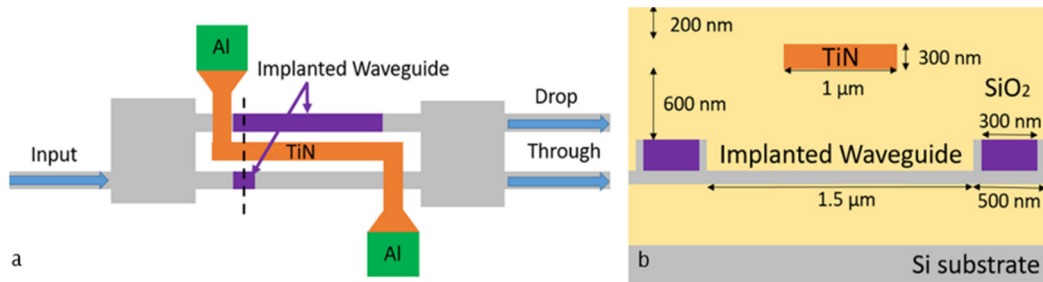 Al
Implanted Waveguide
Drop
Input
TiN
Through
Al
a
200 nm
TiN
300 nm
1 μm
600 nm
SiO₂
300 nm
Implanted Waveguide
1.5 μm
500 nm
b
Si substrate